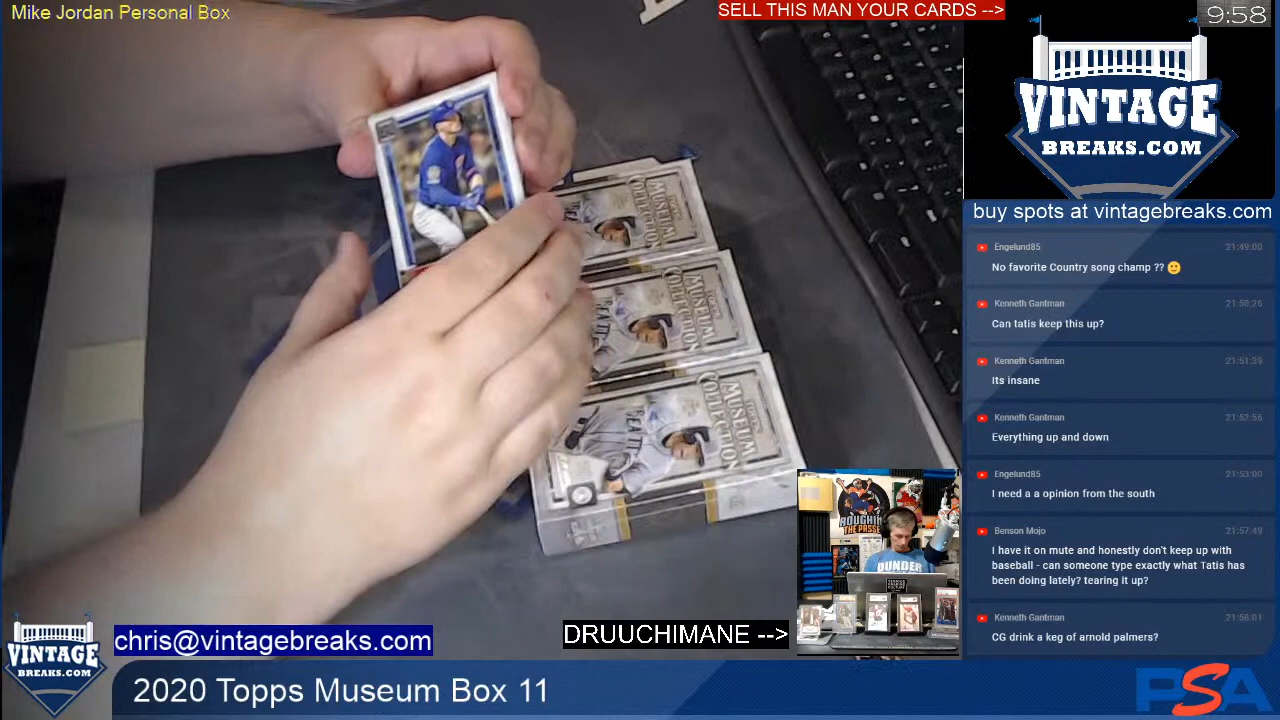 Mike Jordan Personal Box
SELL THIS MAN YOUR CARDS -->
9:58
VINTAGE
BREAKS.COM
buy spots at vintagebreaks.com
Engelund85 21:49:00
No favorite Country song champ ?? 🙂
Kenneth Gantman 21:50:26
Can tatis keep this up?
Kenneth Gantman 21:51:39
Its insane
Kenneth Gantman 21:52:56
Everything up and down
Engelund85 21:53:00
I need a a opinion from the south
Benson Mojo 21:57:49
I have it on mute and honestly don't keep up with
baseball - can someone type exactly what Tatis has
been doing lately? tearing it up?
Kenneth Gantman 21:58:01
CG drink a keg of arnold palmers?
MUSEUM
COLLECTION
MUSEUM
COLLECTION
MUSEUM
COLLECTION
ROUGHIN
THE PASSE
DUNDER
DRUUCHIMANE -->
chris@vintagebreaks.com
VINTAGE
BREAKS.COM
2020 Topps Museum Box 11
PSA